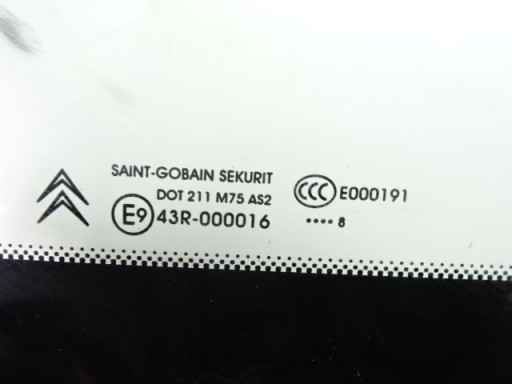 SAINT-GOBAIN SEKURIT
DOT 211 M75 AS2
E9 43R-000016
CCC E000191
•••• 8